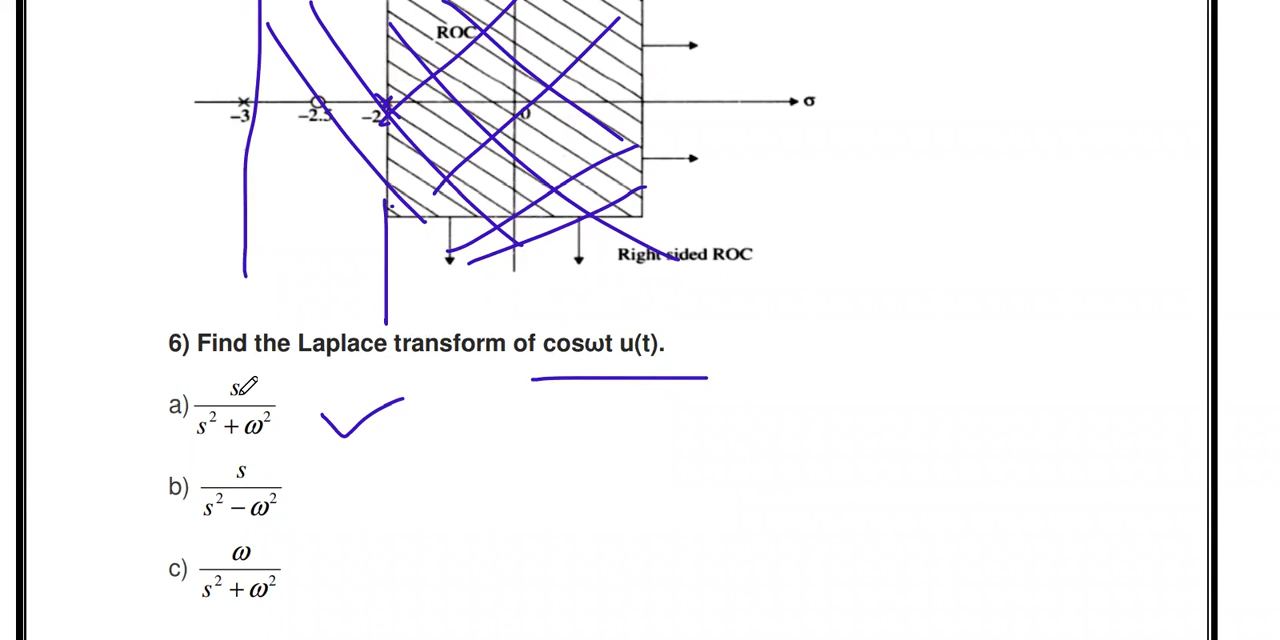 ROC
σ
-3 -2.5 -2 0
Right sided ROC
6) Find the Laplace transform of cosωt u(t).
a) s / s² + ω²
b) s / s² − ω²
c) ω / s² + ω²